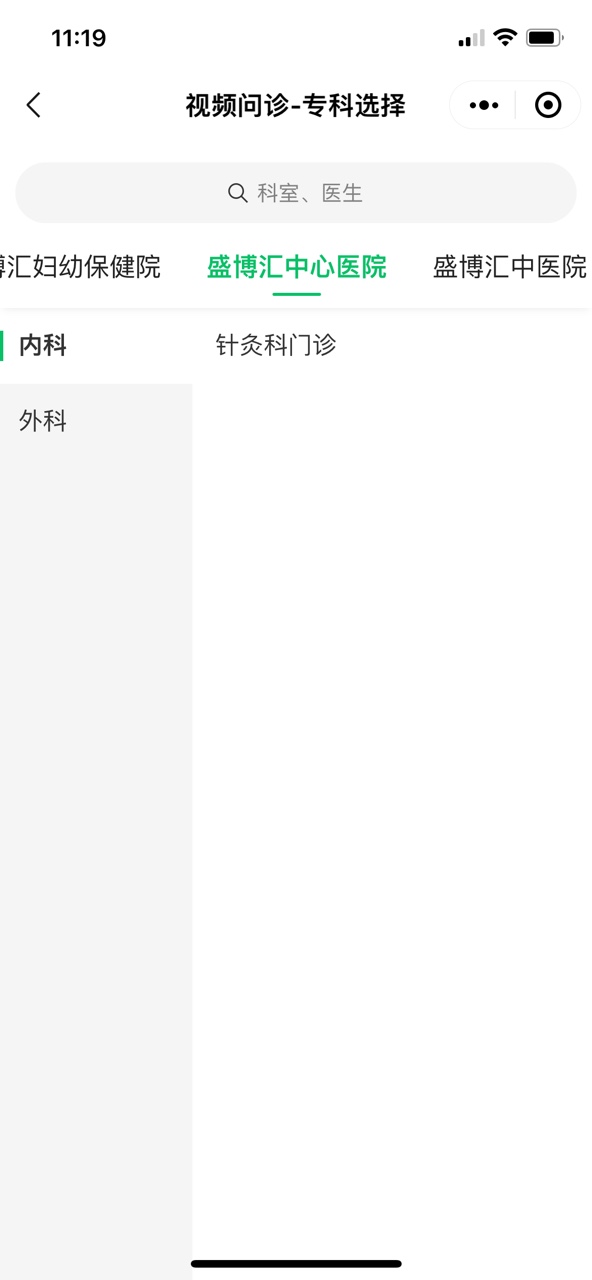 11:19
视频问诊-专科选择
科室、医生
汇妇幼保健院 盛博汇中心医院 盛博汇中医院
内科 针灸科门诊
外科